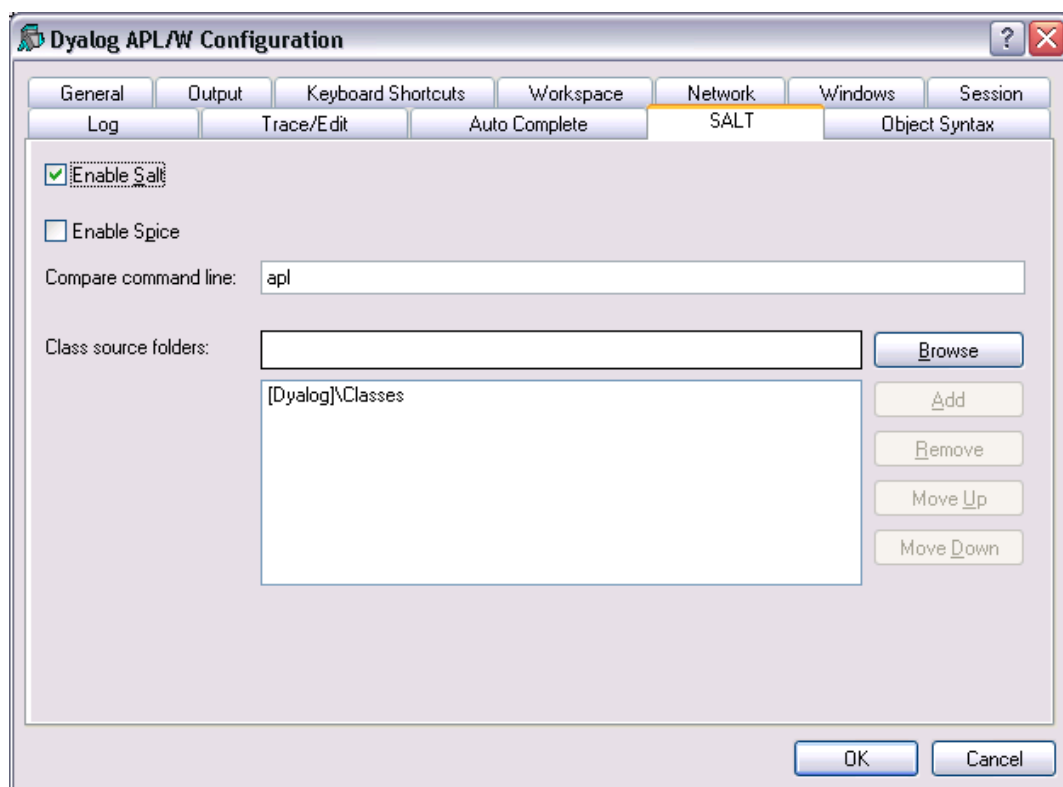 Dyalog APL/W Configuration
General Output Keyboard Shortcuts Workspace Network Windows Session
Log Trace/Edit Auto Complete SALT Object Syntax
Enable Salt
Enable Spice
Compare command line: apl
Class source folders: Browse
[Dyalog]\Classes Add
Remove
Move Up
Move Down
OK Cancel